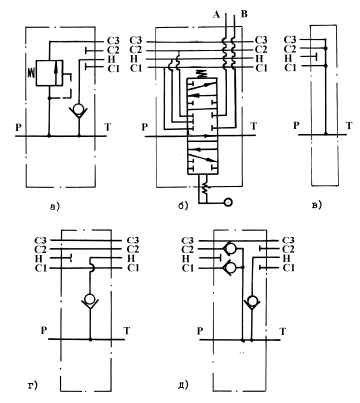 A B
C3 C3 C3 C3
C2 C2 C2 C2
H H H H
C1 C1 C1 C1
P T P T P T
а) б) в)
C3 C3 C3 C3
C2 C2 C2 C2
H H H H
C1 C1 C1 C1
P T P T
г) д)